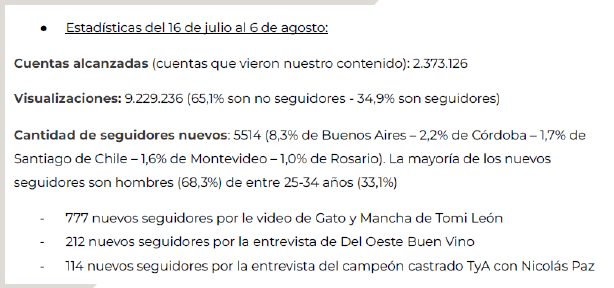 ● Estadísticas del 16 de julio al 6 de agosto:
Cuentas alcanzadas (cuentas que vieron nuestro contenido): 2.373.126
Visualizaciones: 9.229.236 (65,1% son no seguidores - 34,9% son seguidores)
Cantidad de seguidores nuevos: 5514 (8,3% de Buenos Aires – 2,2% de Córdoba – 1,7% de
Santiago de Chile – 1,6% de Montevideo – 1,0% de Rosario). La mayoría de los nuevos
seguidores son hombres (68,3%) de entre 25-34 años (33,1%)
- 777 nuevos seguidores por le video de Gato y Mancha de Tomi León
- 212 nuevos seguidores por la entrevista de Del Oeste Buen Vino
- 114 nuevos seguidores por la entrevista del campeón castrado TyA con Nicolás Paz